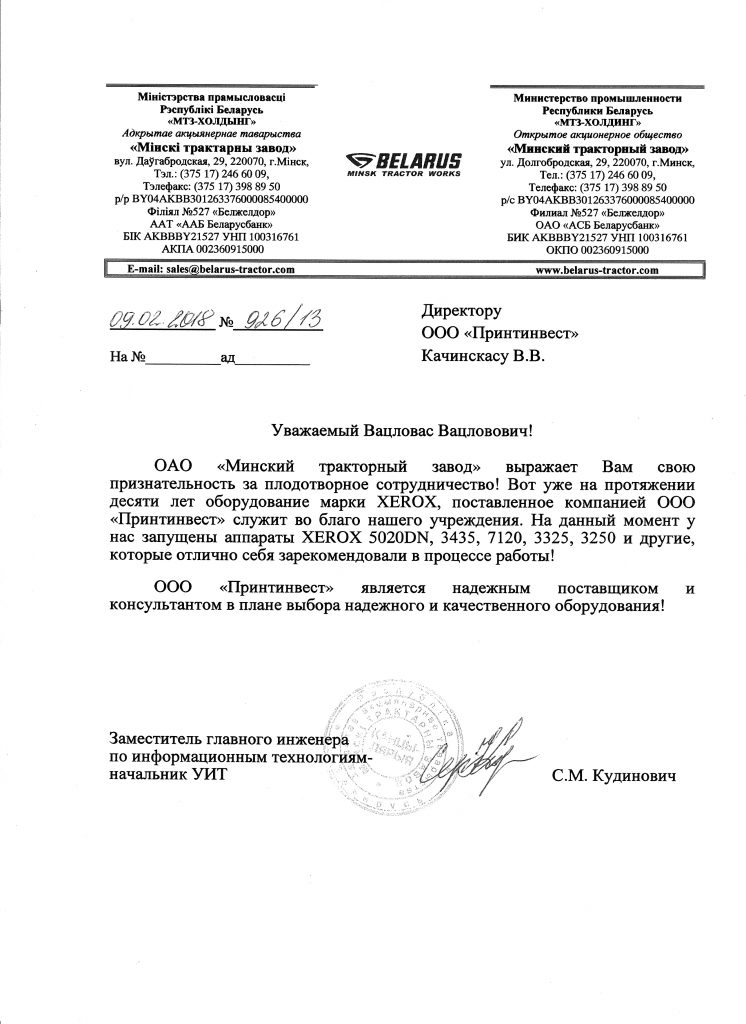 Міністэрства прамысловасці
Рэспублікі Беларусь
«МТЗ-ХОЛДЫНГ»
Адкрытае акцыянернае таварыства
«Мінскі трактарны завод»
вул. Даўгабродская, 29, 220070, г.Мінск,
Тэл.: (375 17) 246 60 09,
Тэлефакс: (375 17) 398 89 50
р/р BY04AKBB301263376000085400000
Філіял №527 «Белжелдор»
ААТ «ААБ Беларусбанк»
БІК AKBBBY21527 УНП 100316761
АКПА 002360915000
BELARUS
MINSK TRACTOR WORKS
Министерство промышленности
Республики Беларусь
«МТЗ-ХОЛДИНГ»
Открытое акционерное общество
«Минский тракторный завод»
ул. Долгобродская, 29, 220070, г.Минск,
Тел.: (375 17) 246 60 09,
Телефакс: (375 17) 398 89 50
р/с BY04AKBB301263376000085400000
Филиал №527 «Белжелдор»
ОАО «АСБ Беларусбанк»
БИК AKBBBY21527 УНП 100316761
ОКПО 002360915000
E-mail: sales@belarus-tractor.com
www.belarus-tractor.com
09.02.2018 № 926/13
На №__________ад__________
Директору
ООО «Принтинвест»
Качинскасу В.В.
Уважаемый Вацловас Вацловович!
ОАО «Минский тракторный завод» выражает Вам свою
признательность за плодотворное сотрудничество! Вот уже на протяжении
десяти лет оборудование марки XEROX, поставленное компанией ООО
«Принтинвест» служит во благо нашего учреждения. На данный момент у
нас запущены аппараты XEROX 5020DN, 3435, 7120, 3325, 3250 и другие,
которые отлично себя зарекомендовали в процессе работы!
ООО «Принтинвест» является надежным поставщиком и
консультантом в плане выбора надежного и качественного оборудования!
Заместитель главного инженера
по информационным технологиям-
начальник УИТ
С.М. Кудинович
КАНЦЫ-
ЛЯРЫЯ